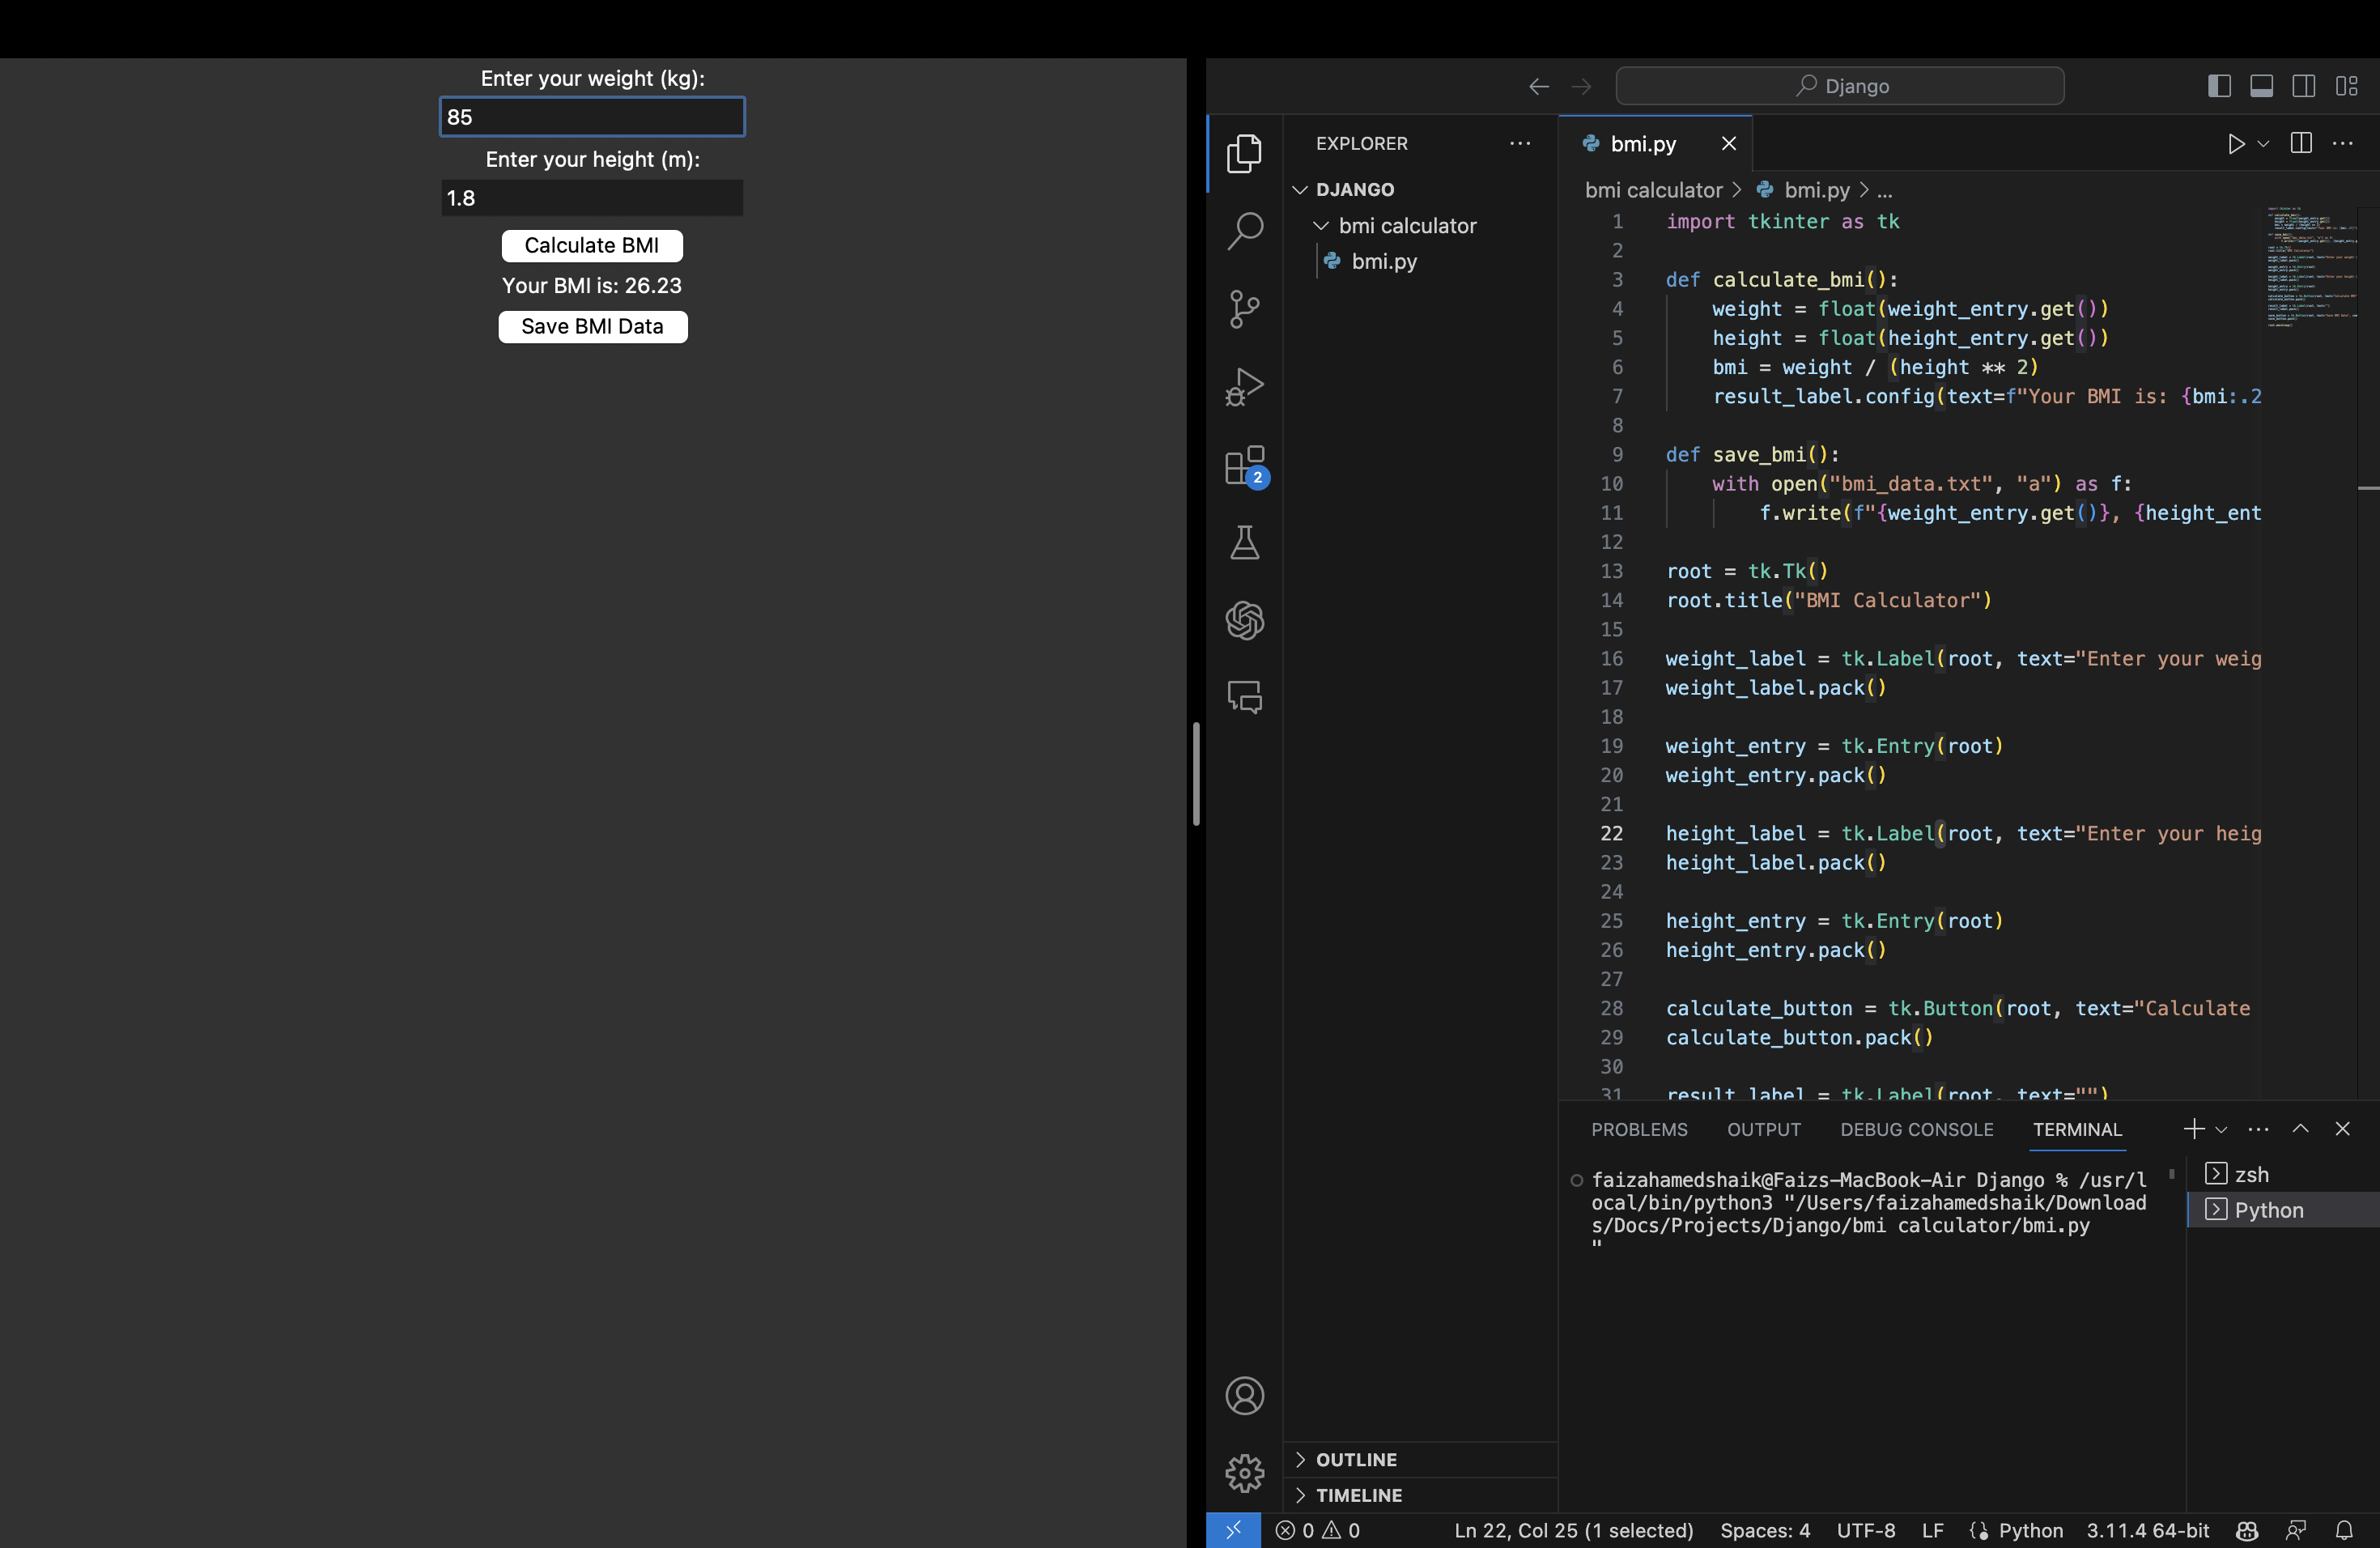 Enter your weight (kg):
85
Enter your height (m):
1.8
Calculate BMI
Your BMI is: 26.23
Save BMI Data
Django
EXPLORER
DJANGO
bmi calculator
bmi.py
2
bmi.py
bmi calculator > bmi.py > ...
1 import tkinter as tk
2
3 def calculate_bmi():
4 weight = float(weight_entry.get())
5 height = float(height_entry.get())
6 bmi = weight / (height ** 2)
7 result_label.config(text=f"Your BMI is: {bmi:.2
8
9 def save_bmi():
10 with open("bmi_data.txt", "a") as f:
11 f.write(f"{weight_entry.get()}, {height_ent
12
13 root = tk.Tk()
14 root.title("BMI Calculator")
15
16 weight_label = tk.Label(root, text="Enter your weig
17 weight_label.pack()
18
19 weight_entry = tk.Entry(root)
20 weight_entry.pack()
21
22 height_label = tk.Label(root, text="Enter your heig
23 height_label.pack()
24
25 height_entry = tk.Entry(root)
26 height_entry.pack()
27
28 calculate_button = tk.Button(root, text="Calculate
29 calculate_button.pack()
30
31 result_label = tk.Label(root, text="")
PROBLEMS OUTPUT DEBUG CONSOLE TERMINAL
faizahamedshaik@Faizs-MacBook-Air Django % /usr/l
ocal/bin/python3 "/Users/faizahamedshaik/Download
s/Docs/Projects/Django/bmi calculator/bmi.py
"
zsh
Python
OUTLINE
TIMELINE
0 0 Ln 22, Col 25 (1 selected) Spaces: 4 UTF-8 LF Python 3.11.4 64-bit